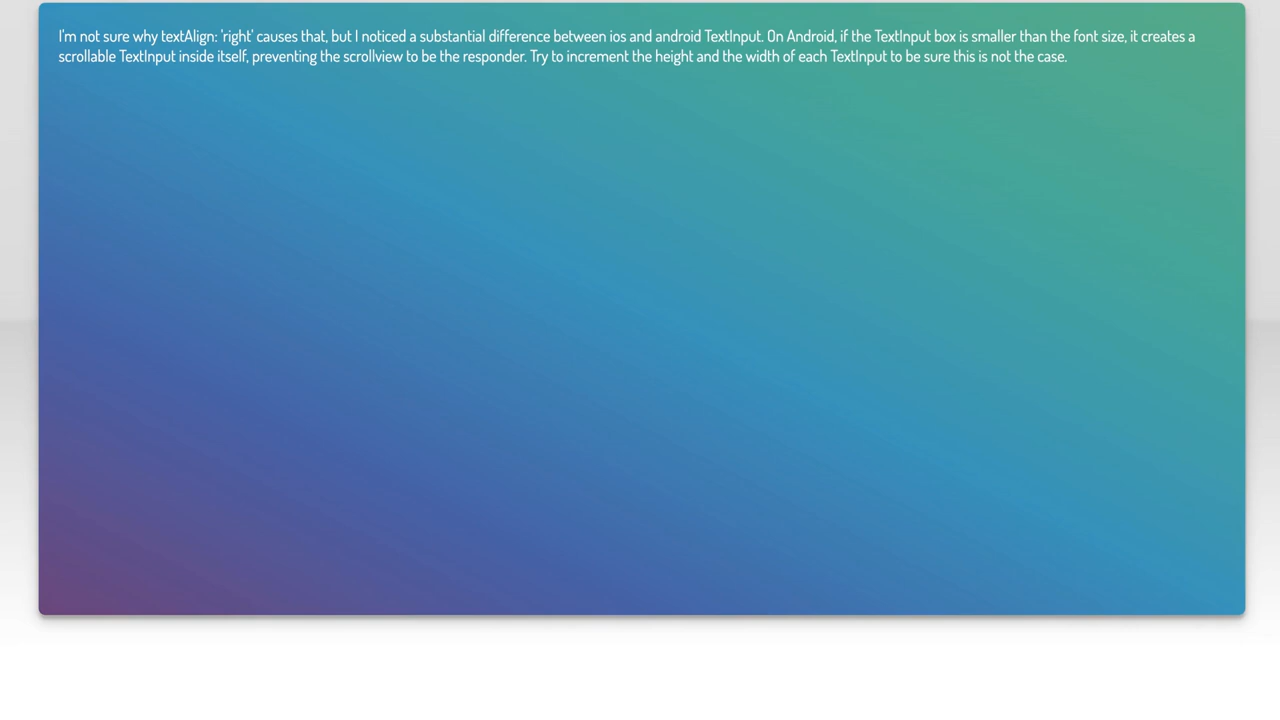 I'm not sure why textAlign: 'right' causes that, but I noticed a substantial difference between ios and android TextInput. On Android, if the TextInput box is smaller than the font size, it creates a
scrollable TextInput inside itself, preventing the scrollview to be the responder. Try to increment the height and the width of each TextInput to be sure this is not the case.